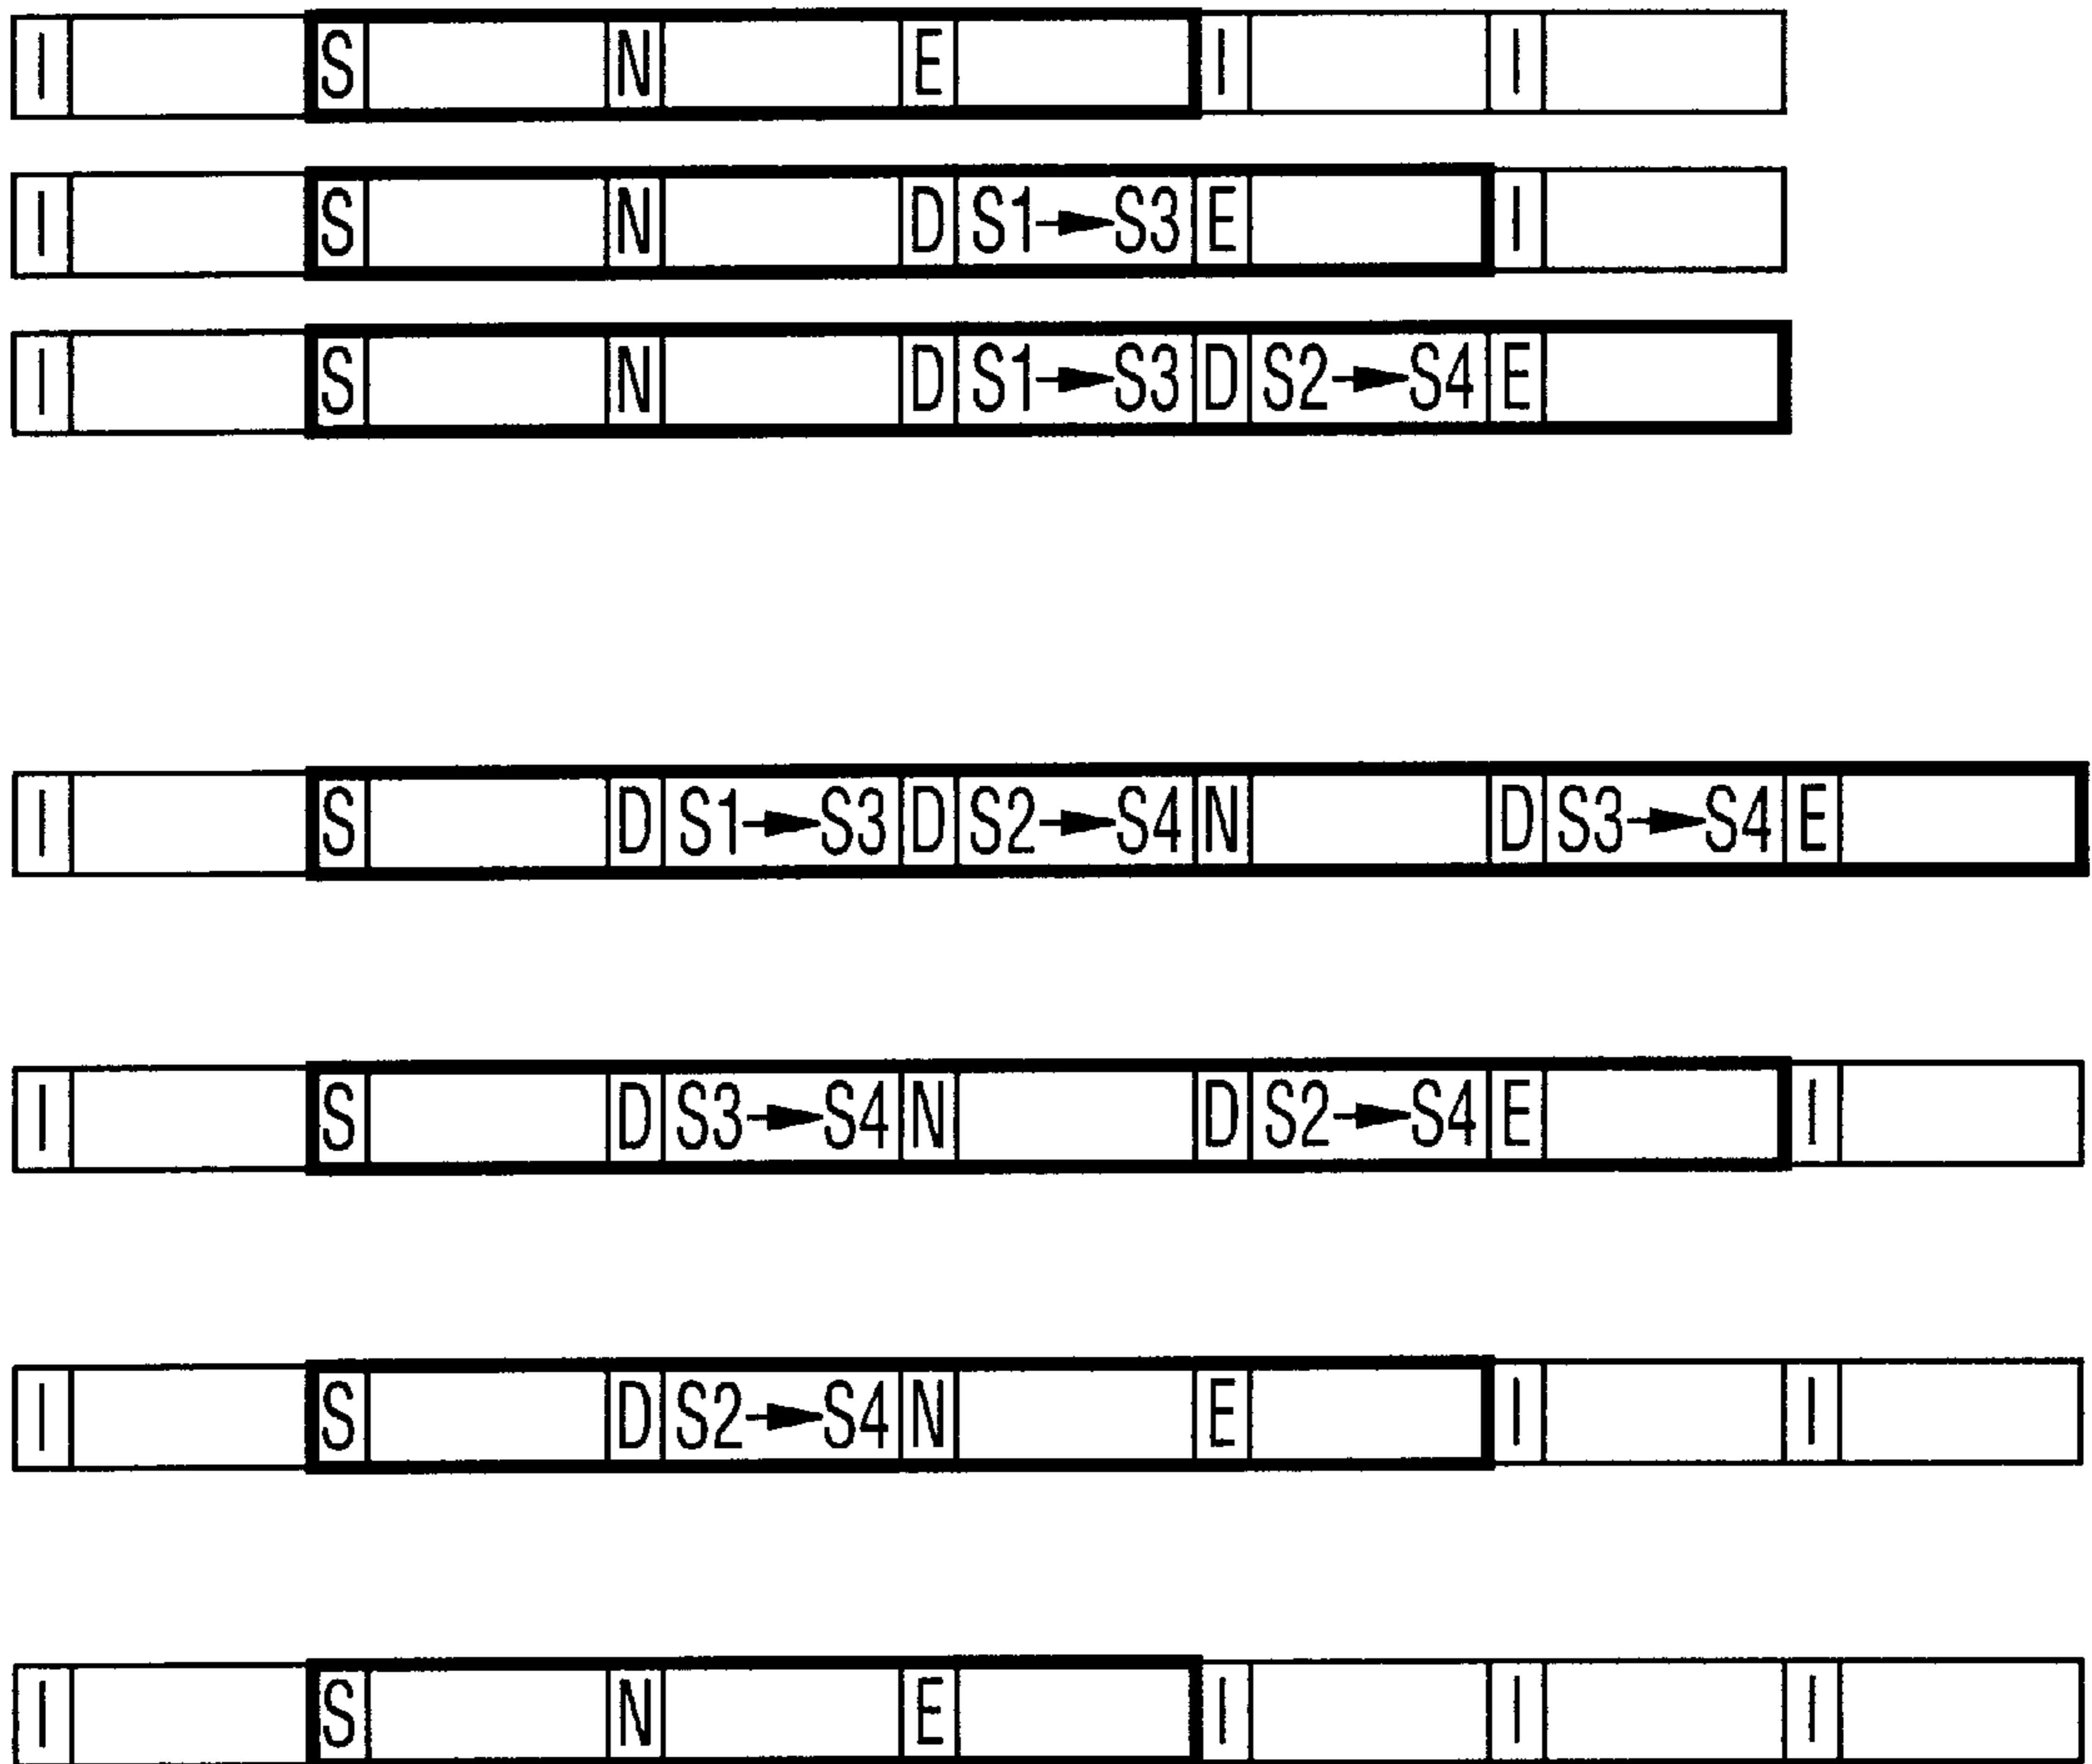 I S N E I I
I S N D S1→S3 E I
I S N D S1→S3 D S2→S4 E
I S D S1→S3 D S2→S4 N D S3→S4 E
I S D S3→S4 N D S2→S4 E I
I S D S2→S4 N E I I
I S N E I I I